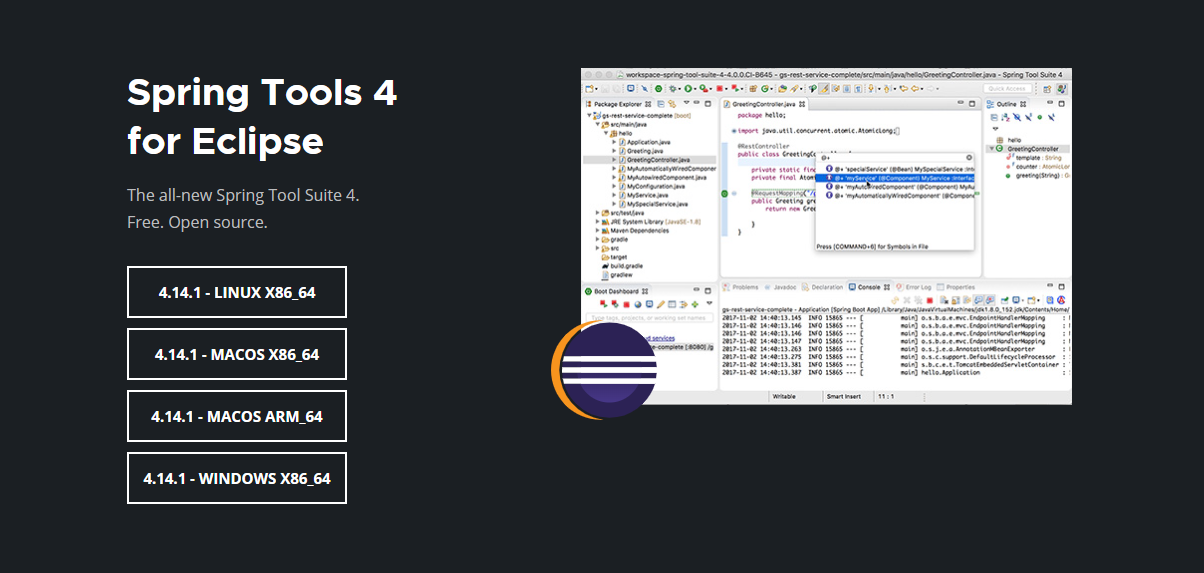 Spring Tools 4
for Eclipse
The all-new Spring Tool Suite 4.
Free. Open source.
4.14.1 - LINUX X86_64
4.14.1 - MACOS X86_64
4.14.1 - MACOS ARM_64
4.14.1 - WINDOWS X86_64
workspace-spring-tool-suite-4-4.0.0.CI-B645 - gs-rest-service-complete/src/main/java/hello/GreetingController.java - Spring Tool Suite 4
Quick Access
Package Explorer
gs-rest-service-complete [boot]
src/main/java
hello
Application.java
Greeting.java
GreetingController.java
MyAutomaticallyWiredComponen
MyAutowiredComponent.java
MyConfiguration.java
MyService.java
MySpecialService.java
src/test/java
JRE System Library [JavaSE-1.8]
Maven Dependencies
gradle
src
target
build.gradle
gradlew
GreetingController.java
package hello;
import java.util.concurrent.atomic.AtomicLong;
@RestController
public class
private static fin
private final Atom
@RequestMapping("/g
public Greeting gre
return new G
}
}
@+
@+ 'specialService' (@Bean) MySpecialService
@+ 'myService' (@Component) MyService
@+ 'myAutowiredComponent' (@Component) MyAu
@+ 'myAutomaticallyWiredComponent' (@Compon
Press [COMMAND+6] for Symbols in File
Outline
hello
GreetingController
template : String
counter : AtomicLon
greeting(String) : G
Boot Dashboard
Type tags, projects, or working set names
d services
-complete [:8080] /g
Problems
Javadoc
Declaration
Console
Error Log
Properties
gs-rest-service-complete - Application [Spring Boot App] /Library/Java/JavaVirtualMachines/jdk1.8.0_152.jdk/Contents/Home/
2017-11-02 14:40:13.145 INFO 15865 --- [ main] o.s.b.a.e.mvc.EndpointHandlerMapping :
2017-11-02 14:40:13.146 INFO 15865 --- [ main] o.s.b.a.e.mvc.EndpointHandlerMapping :
2017-11-02 14:40:13.146 INFO 15865 --- [ main] o.s.b.a.e.mvc.EndpointHandlerMapping :
2017-11-02 14:40:13.147 INFO 15865 --- [ main] o.s.b.a.e.mvc.EndpointHandlerMapping :
2017-11-02 14:40:13.263 INFO 15865 --- [ main] o.s.j.e.a.AnnotationMBeanExporter :
2017-11-02 14:40:13.275 INFO 15865 --- [ main] o.s.c.support.DefaultLifecycleProcessor :
2017-11-02 14:40:13.381 INFO 15865 --- [ main] s.b.c.e.t.TomcatEmbeddedServletContainer :
2017-11-02 14:40:13.387 INFO 15865 --- [ main] hello.Application :
Writable
Smart Insert
11 : 1